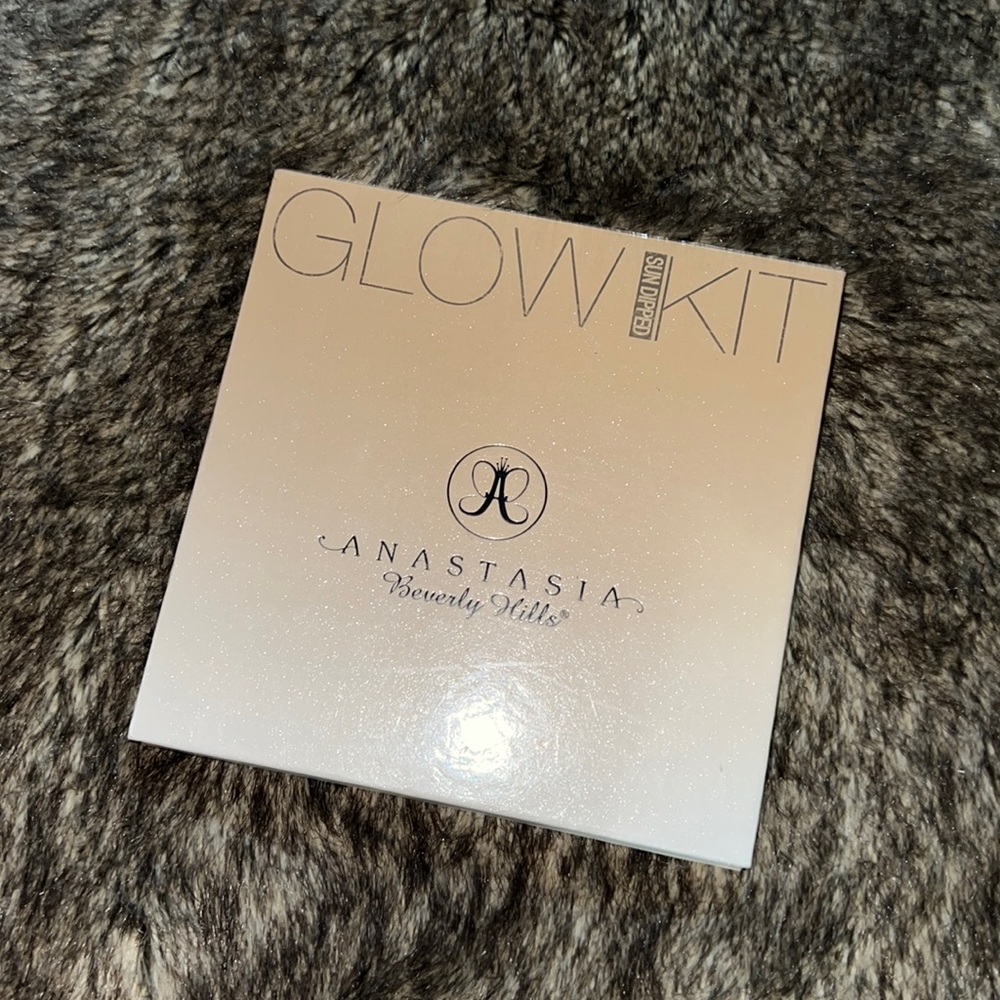 GLOW KIT
SUN DIPPED
A
ANASTASIA
Beverly Hills®